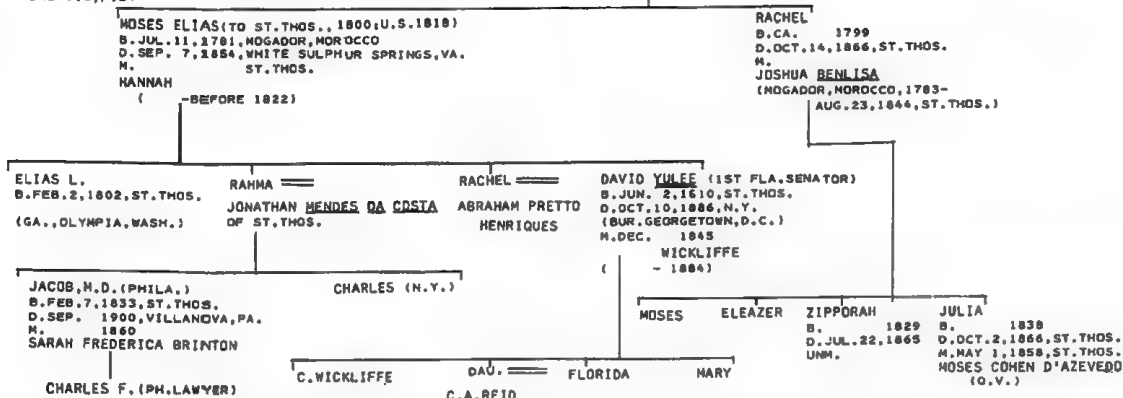 MOSES ELIAS(TO ST.THOS., 1800;U.S.1818)
B.JUL.11,1781,MOGADOR,MOROCCO
D.SEP. 7,1854,WHITE SULPHUR SPRINGS,VA.
M. ST.THOS.
HANNAH
( -BEFORE 1822)
RACHEL
B.CA. 1799
D.OCT.14,1866,ST.THOS.
M.
JOSHUA BENLISA
(MOGADOR,MOROCCO,1783-
AUG.23,1844,ST.THOS.)
ELIAS L.
B.FEB.2,1802,ST.THOS.
(GA.,OLYMPIA,WASH.)
RAHMA
JONATHAN MENDES DA COSTA
OF ST.THOS.
RACHEL
ABRAHAM PRETTO
HENRIQUES
DAVID YULEE (1ST FLA.SENATOR)
B.JUN. 2,1610,ST.THOS.
D.OCT.10,1886,N.Y.
(BUR.GEORGETOWN,D.C.)
M.DEC. 1845
WICKLIFFE
( - 1884)
JACOB,M.D.(PHILA.)
B.FEB.7,1833,ST.THOS.
D.SEP. 1900,VILLANOVA,PA.
M. 1860
SARAH FREDERICA BRINTON
CHARLES (N.Y.)
CHARLES F.(PH.LAWYER)
C.WICKLIFFE
DAU.
C.A.REID
FLORIDA
MARY
MOSES
ELEAZER
ZIPPORAH
B. 1829
D.JUL.22,1865
UNM.
JULIA
B. 1838
D.OCT.2,1866,ST.THOS.
M.MAY 1,1858,ST.THOS.
MOSES COHEN D'AZEVEDO
(Q.V.)